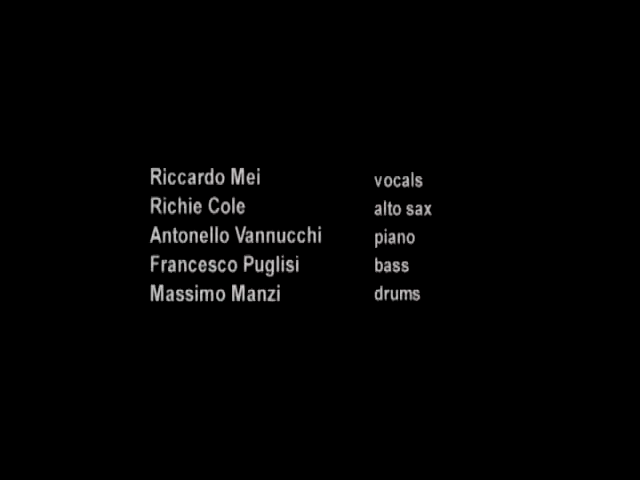 Riccardo Mei vocals
Richie Cole alto sax
Antonello Vannucchi piano
Francesco Puglisi bass
Massimo Manzi drums